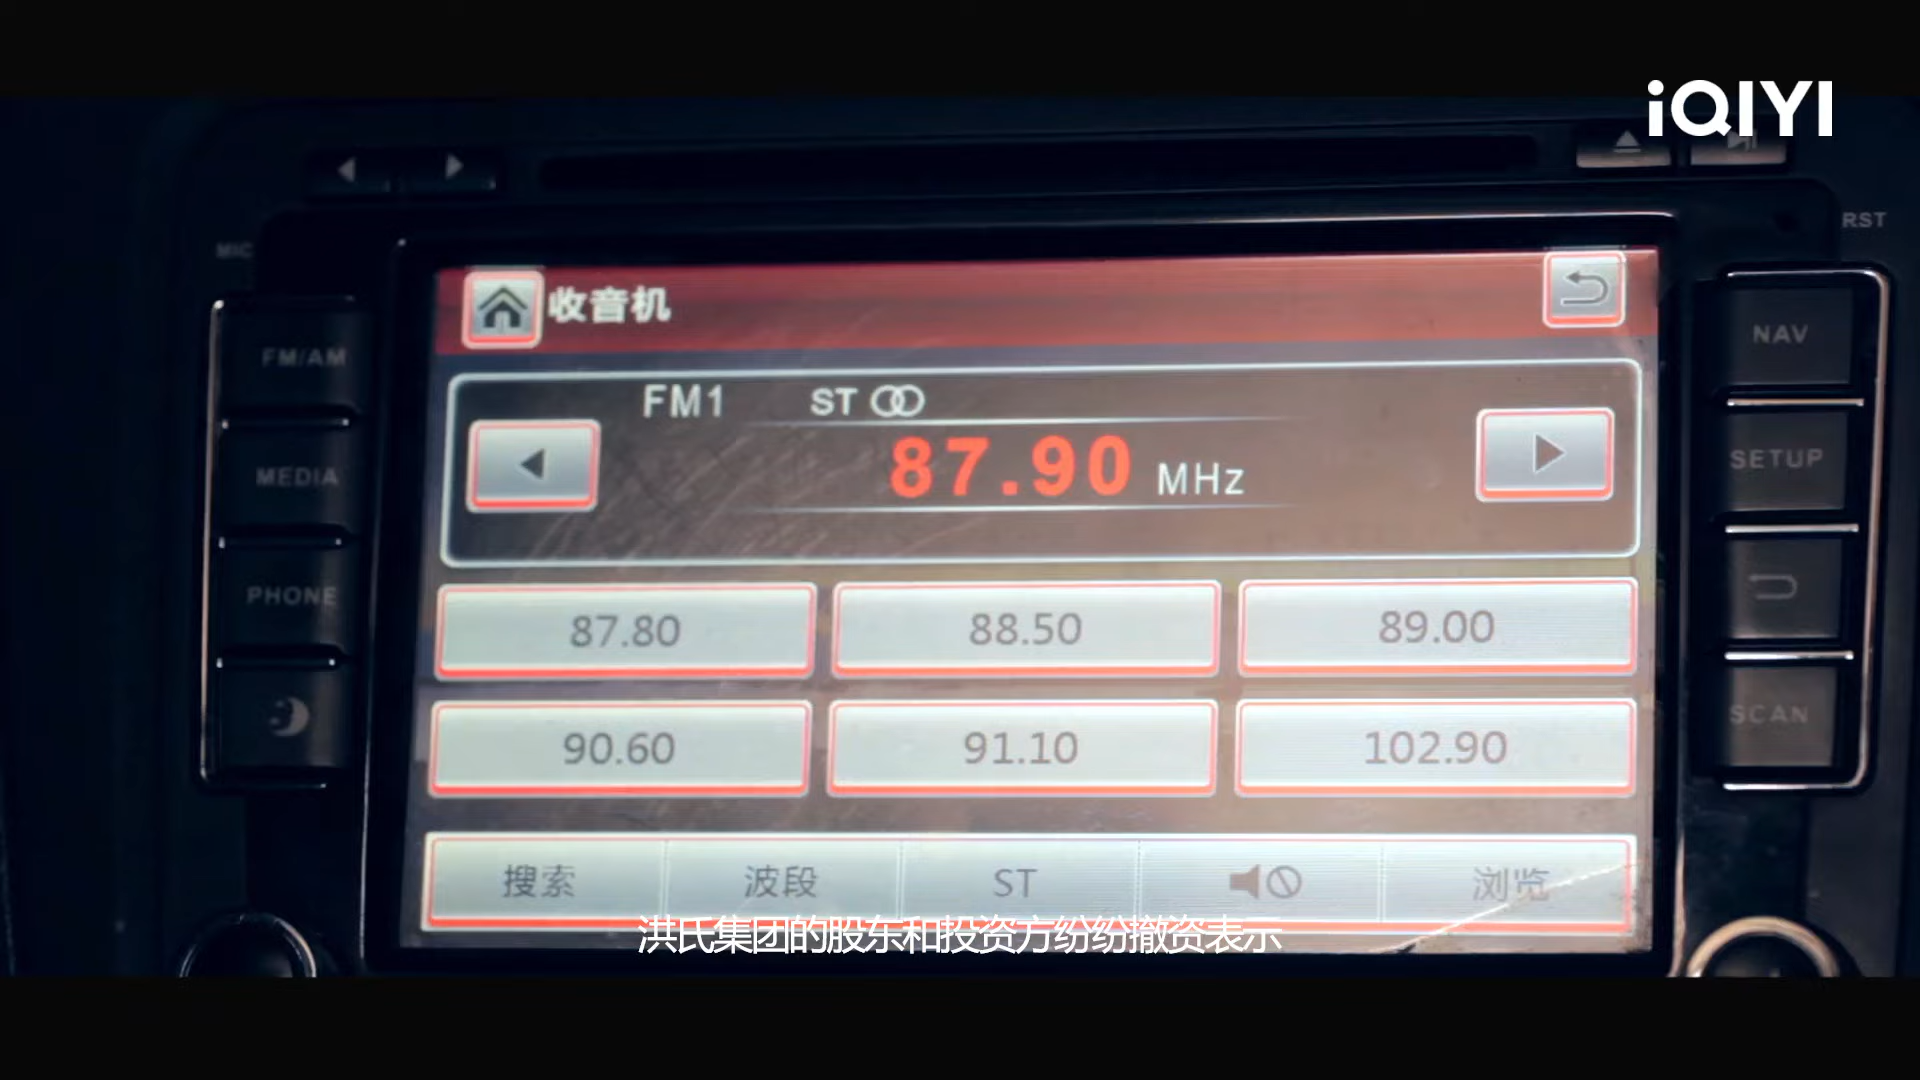 iQIYI
RST
MIC
收音机
FM/AM
NAV
FM1 ST
87.90 MHz
MEDIA
SETUP
PHONE
87.80 88.50 89.00
90.60 91.10 102.90
SCAN
搜索 波段 ST 浏览
洪氏集团的股东和投资方纷纷撤资表示